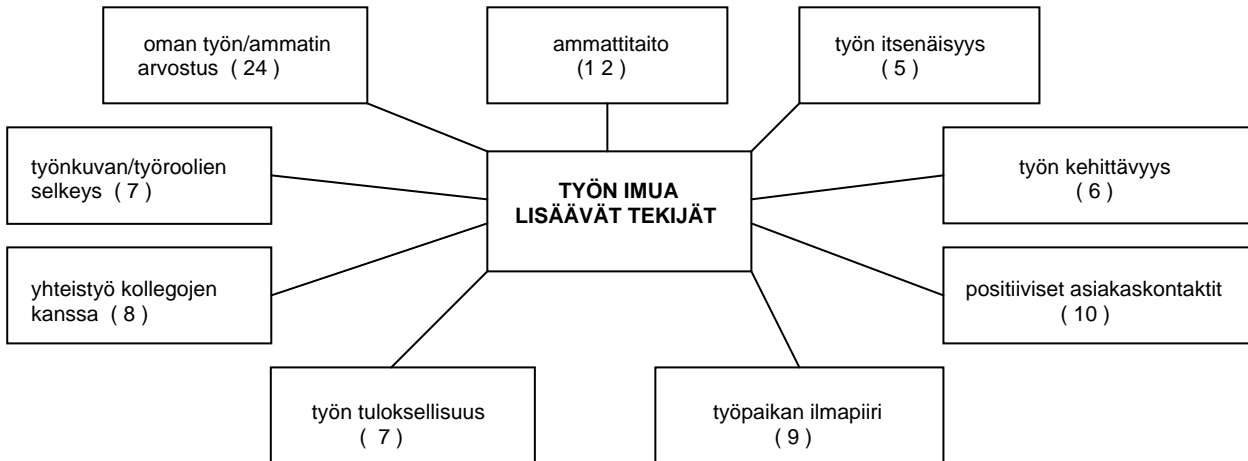 oman työn/ammatin
arvostus ( 24 )
ammattitaito
(1 2 )
työn itsenäisyys
( 5 )
työnkuvan/työroolien
selkeys ( 7 )
TYÖN IMUA
LISÄÄVÄT TEKIJÄT
työn kehittävyys
( 6 )
yhteistyö kollegojen
kanssa ( 8 )
positiiviset asiakaskontaktit
( 10 )
työn tuloksellisuus
( 7 )
työpaikan ilmapiiri
( 9 )